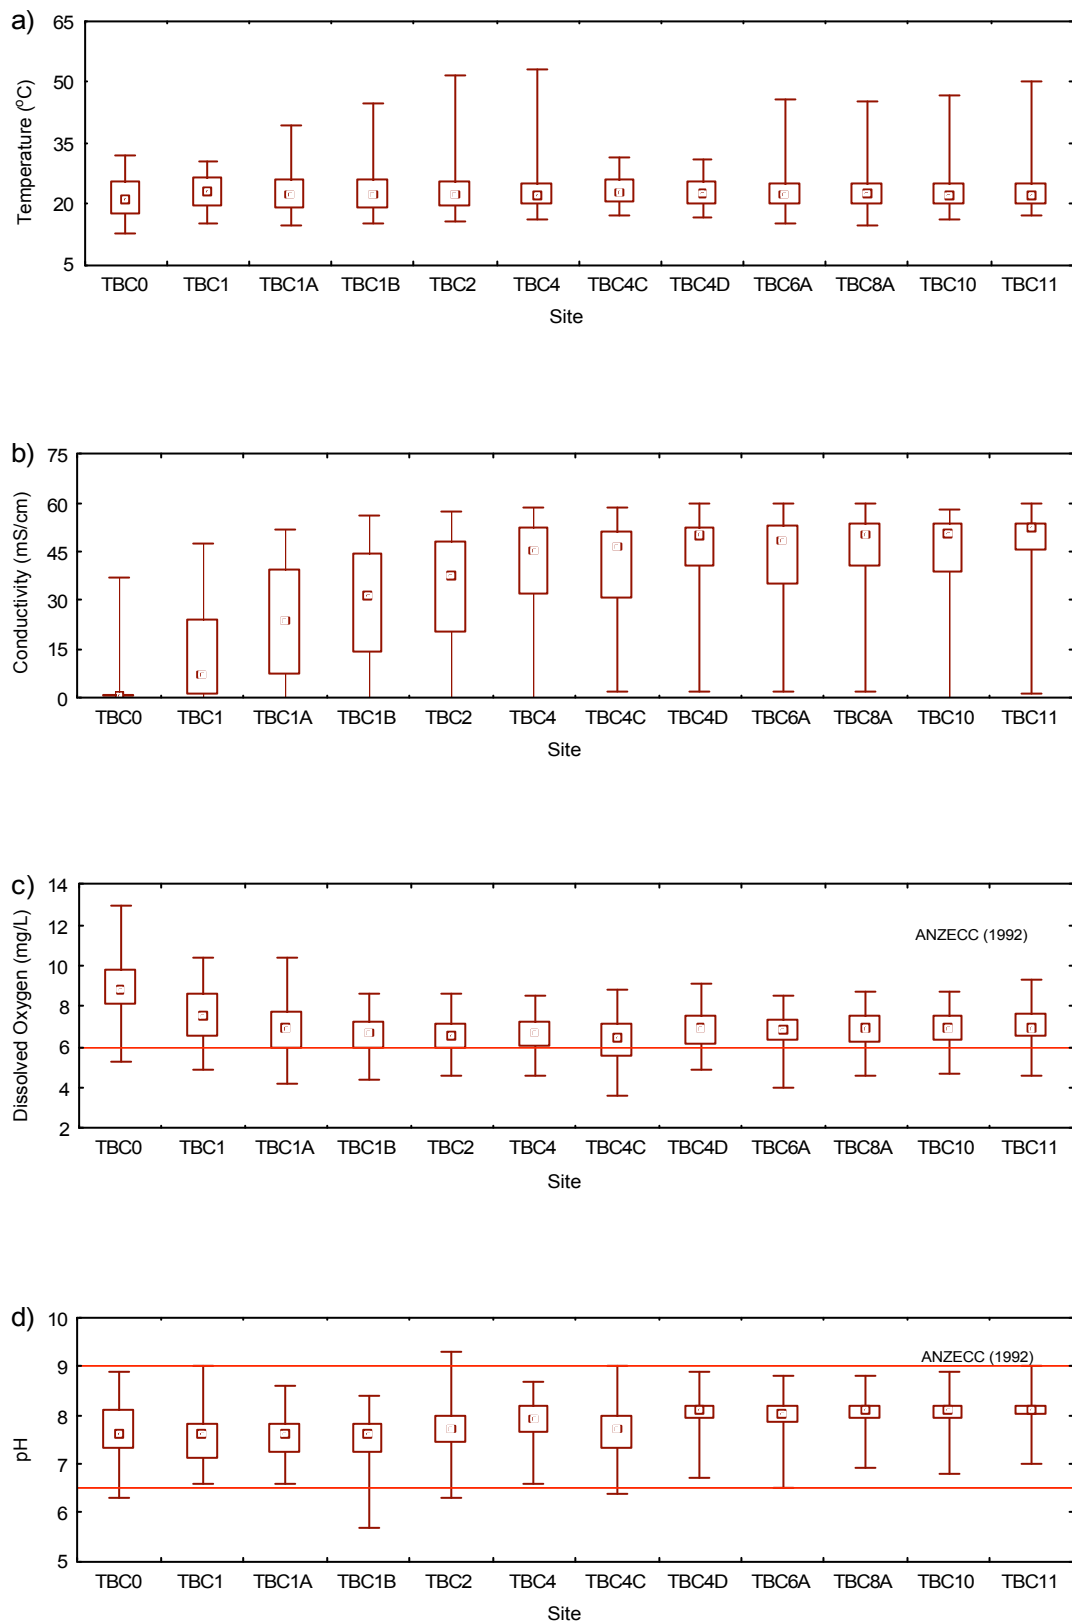 a)
Temperature (°C)
65
50
35
20
5
TBC0 TBC1 TBC1A TBC1B TBC2 TBC4 TBC4C TBC4D TBC6A TBC8A TBC10 TBC11
Site
b)
Conductivity (mS/cm)
75
60
45
30
15
0
TBC0 TBC1 TBC1A TBC1B TBC2 TBC4 TBC4C TBC4D TBC6A TBC8A TBC10 TBC11
Site
c)
Dissolved Oxygen (mg/L)
14
12
10
8
6
4
2
ANZECC (1992)
TBC0 TBC1 TBC1A TBC1B TBC2 TBC4 TBC4C TBC4D TBC6A TBC8A TBC10 TBC11
Site
d)
pH
10
9
8
7
6
5
ANZECC (1992)
TBC0 TBC1 TBC1A TBC1B TBC2 TBC4 TBC4C TBC4D TBC6A TBC8A TBC10 TBC11
Site